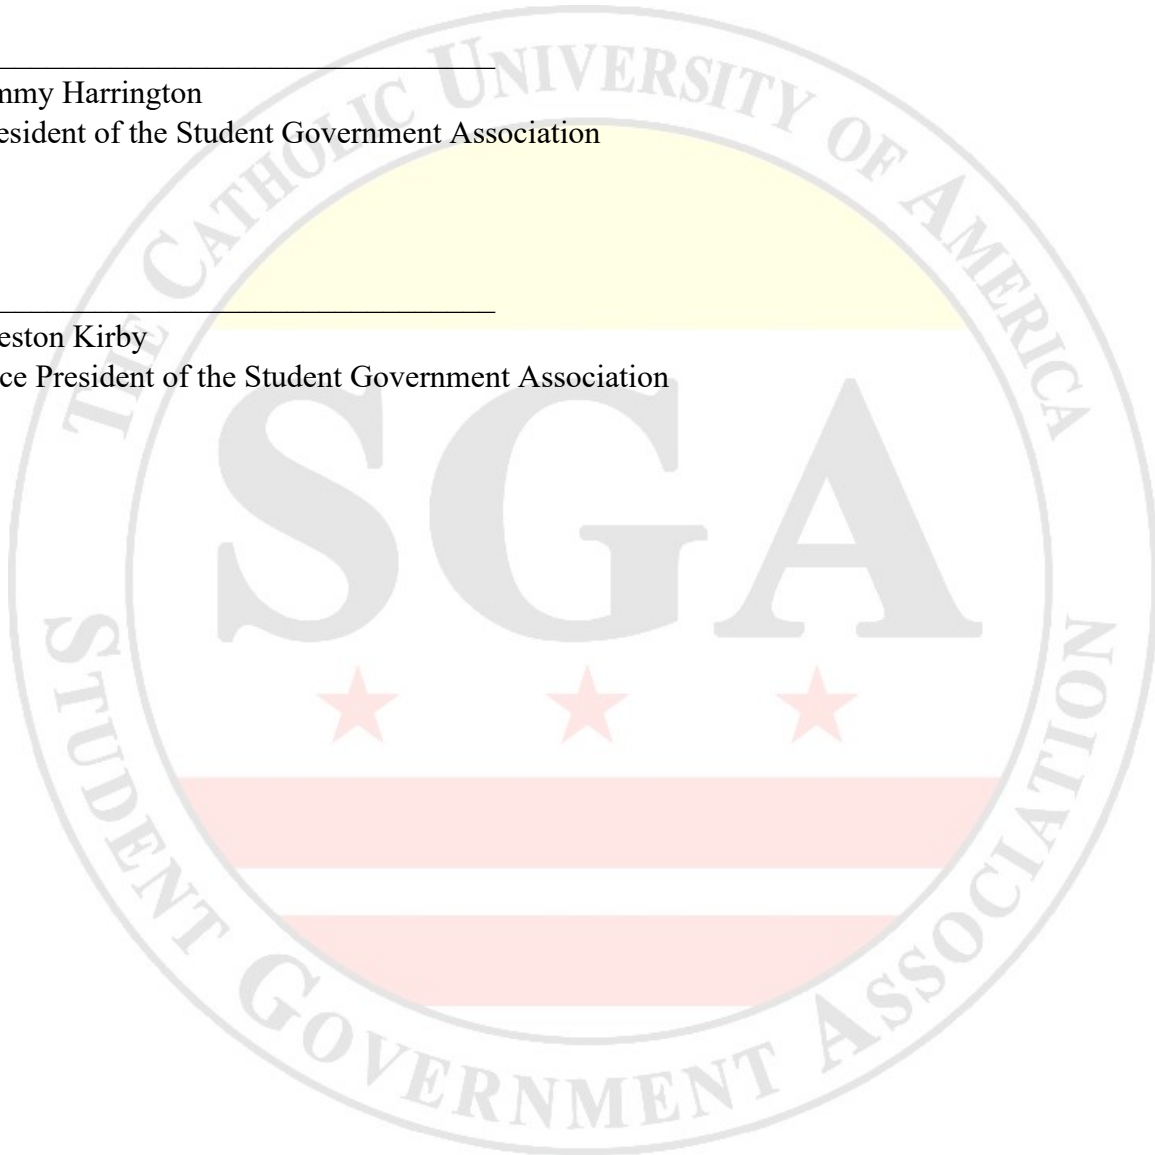 mmy Harrington
esident of the Student Government Association
eston Kirby
ce President of the Student Government Association
THE CATHOLIC UNIVERSITY OF AMERICA
SGA
STUDENT GOVERNMENT ASSOCIATION